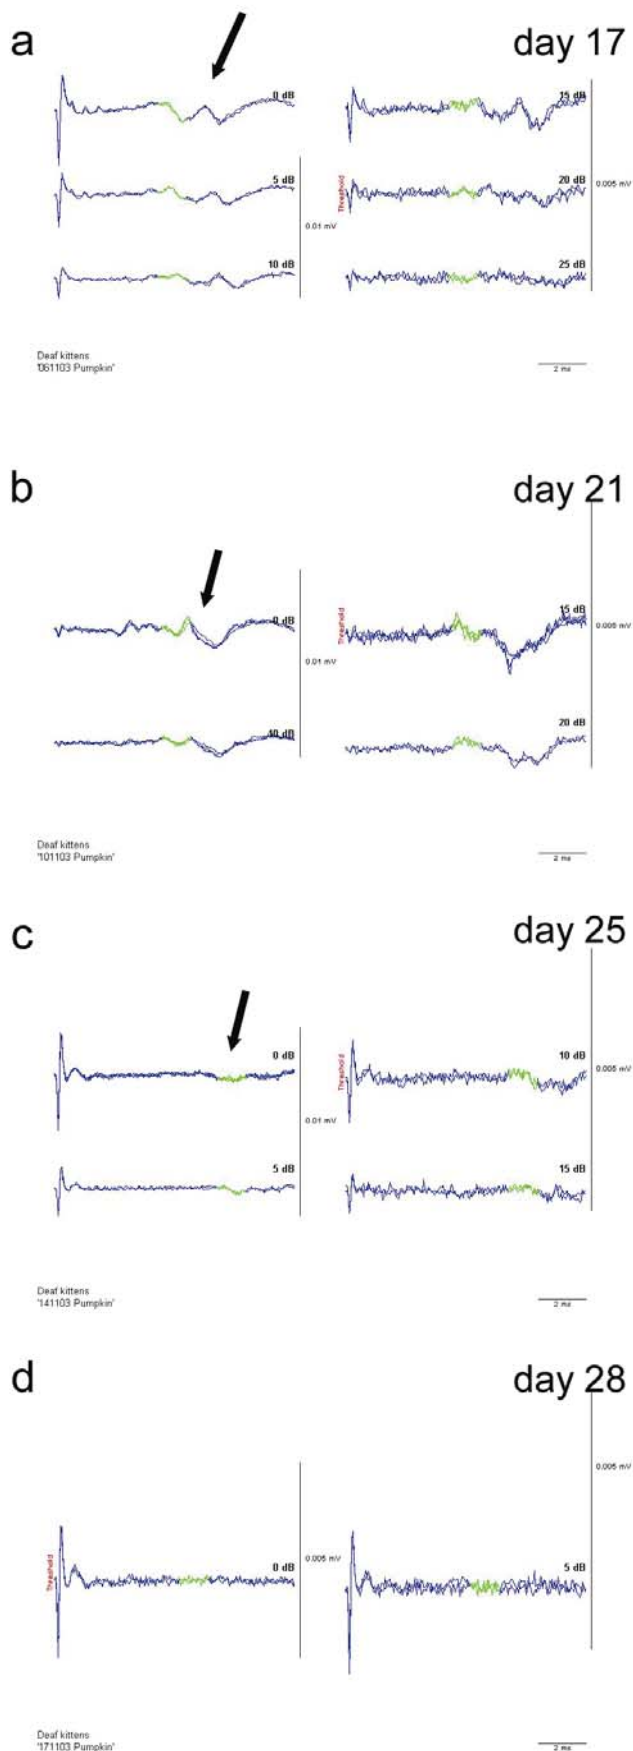 a
day 17
0 dB
15 dB
5 dB
Threshold
20 dB
0.005 mV
0.01 mV
10 dB
25 dB
Deaf kittens
'061103 Pumpkin'
2 ms
b
day 21
0 dB
Threshold
15 dB
0.005 mV
0.01 mV
40 dB
20 dB
Deaf kittens
'101103 Pumpkin'
2 ms
c
day 25
0 dB
Threshold
10 dB
0.005 mV
0.01 mV
5 dB
15 dB
Deaf kittens
'141103 Pumpkin'
2 ms
d
day 28
0.005 mV
Threshold
0 dB
0.005 mV
5 dB
Deaf kittens
'171103 Pumpkin'
2 ms